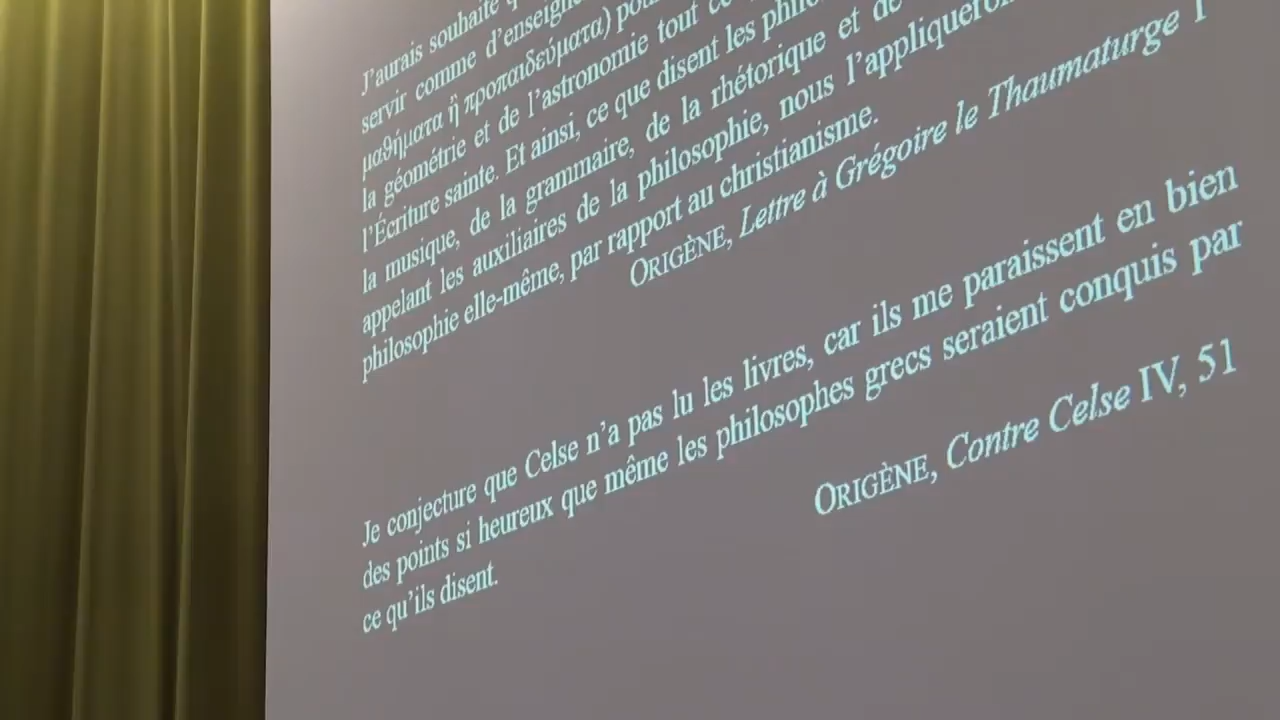 J'aurais souhaité
servir comme d'enseign
μαθήματα ἢ προπαιδεύματα)
la géométrie et de l'astronomie tout ce
l'Écriture sainte. Et ainsi, ce que disent les
la musique, de la grammaire, de la rhétorique et de
appelant les auxiliaires de la philosophie, nous l'appliquero
philosophie elle-même, par rapport au christianisme.
ORIGÈNE, Lettre à Grégoire le Thaumaturge 1
Je conjecture que Celse n'a pas lu les livres, car ils me paraissent en bien
des points si heureux que même les philosophes grecs seraient conquis par
ce qu'ils disent.
ORIGÈNE, Contre Celse IV, 51